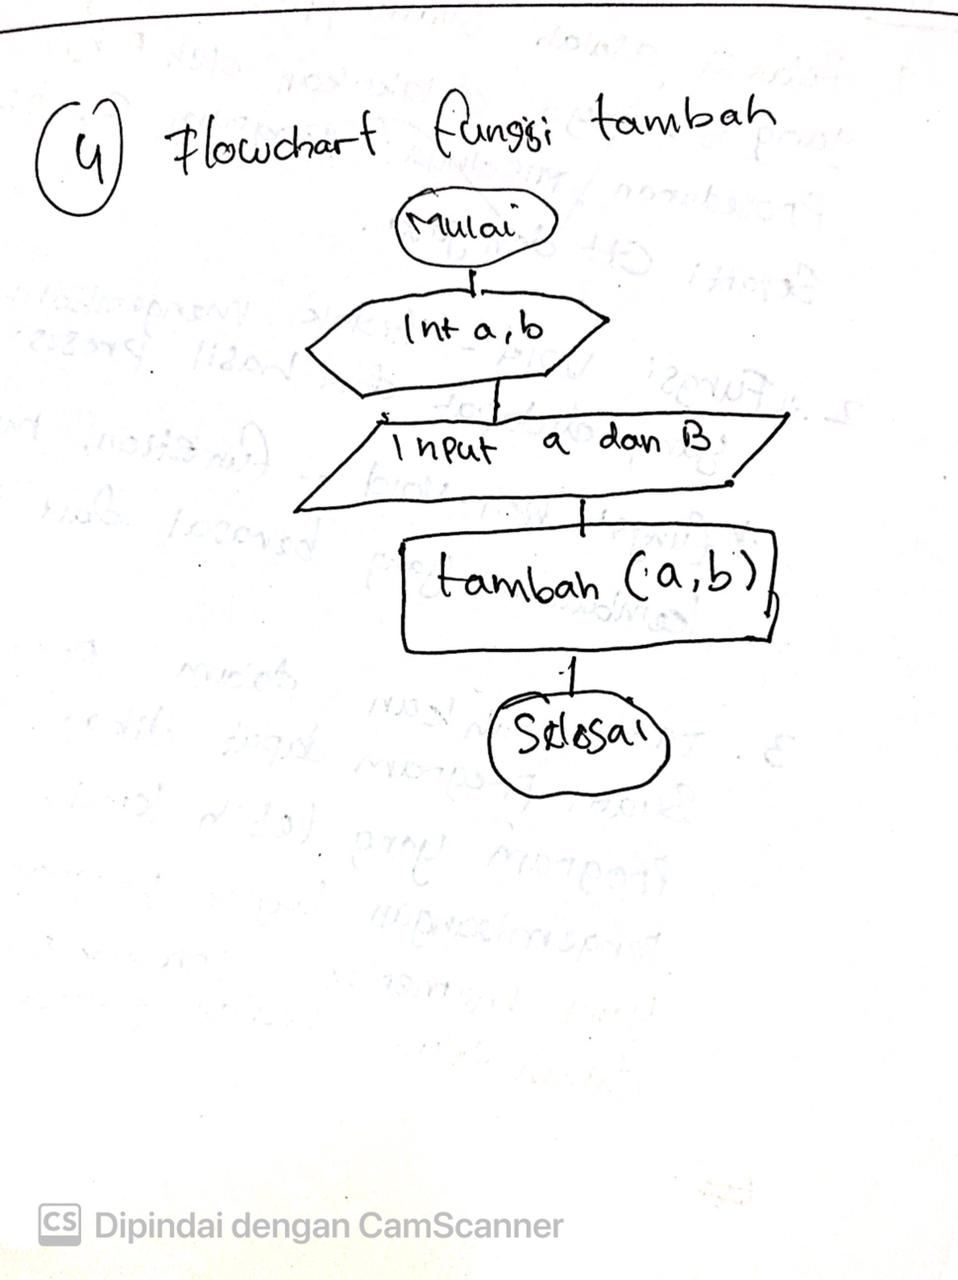 4 Flowchart fungsi tambah
Mulai
Int a, b
Input a dan B
tambah (a, b)
Selesai
CS Dipindai dengan CamScanner